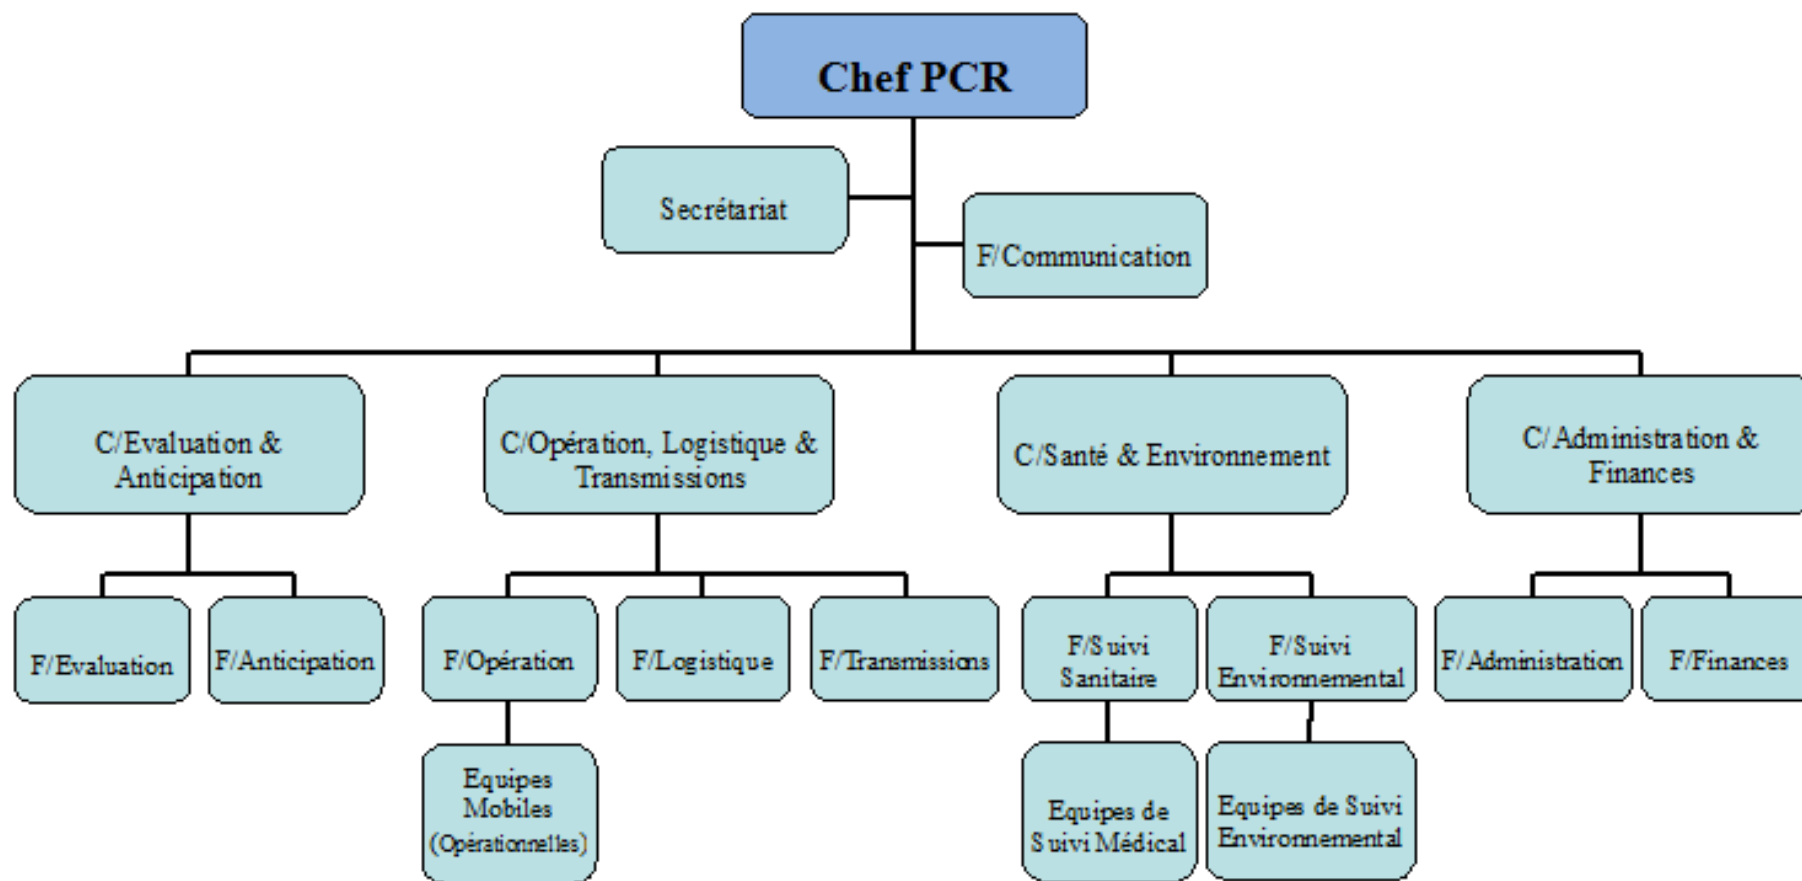 Chef PCR
Secrétariat
F/Communication
C/Evaluation &
Anticipation
C/Opération, Logistique &
Transmissions
C/Santé & Environnement
C/Administration &
Finances
F/Evaluation
F/Anticipation
F/Opération
F/Logistique
F/Transmissions
F/Suivi
Sanitaire
F/Suivi
Environnemental
F/Administration
F/Finances
Equipes
Mobiles
(Opérationnelles)
Equipes de
Suivi Médical
Equipes de Suivi
Environnemental